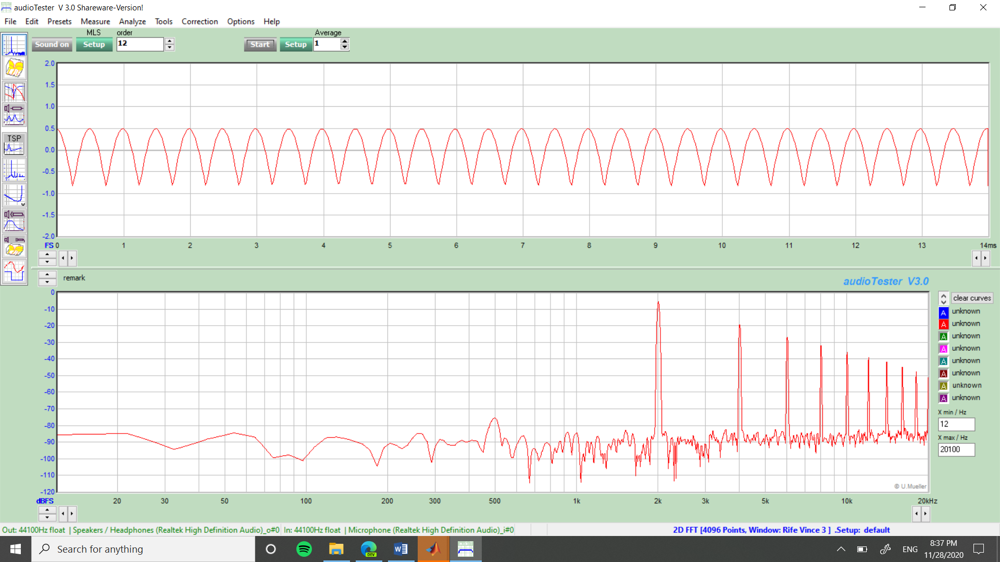 audioTester V 3.0 Shareware-Version!
File Edit Presets Measure Analyze Tools Correction Options Help
MLS order Average
Sound on Setup 12 Start Setup 1
2.0
1.5
1.0
0.5
0.0
-0.5
-1.0
-1.5
-2.0
TSP
FS 0 1 2 3 4 5 6 7 8 9 10 11 12 13 14ms
remark
audioTester V3.0
0
-10
-20
-30
-40
-50
-60
-70
-80
-90
-100
-110
-120
clear curves
A unknown
A unknown
A unknown
A unknown
A unknown
A unknown
A unknown
A unknown
X min / Hz
12
X max / Hz
20100
© U.Mueller
dBFS 20 30 50 100 200 300 500 1k 2k 3k 5k 10k 20kHz
Out: 44100Hz float | Speakers / Headphones (Realtek High Definition Audio)_o#0 In: 44100Hz float | Microphone (Realtek High Definition Audio)_i#0 2D FFT [4096 Points, Window: Rife Vince 3 ] .Setup: default
Search for anything
DEV
ENG
8:37 PM
11/28/2020